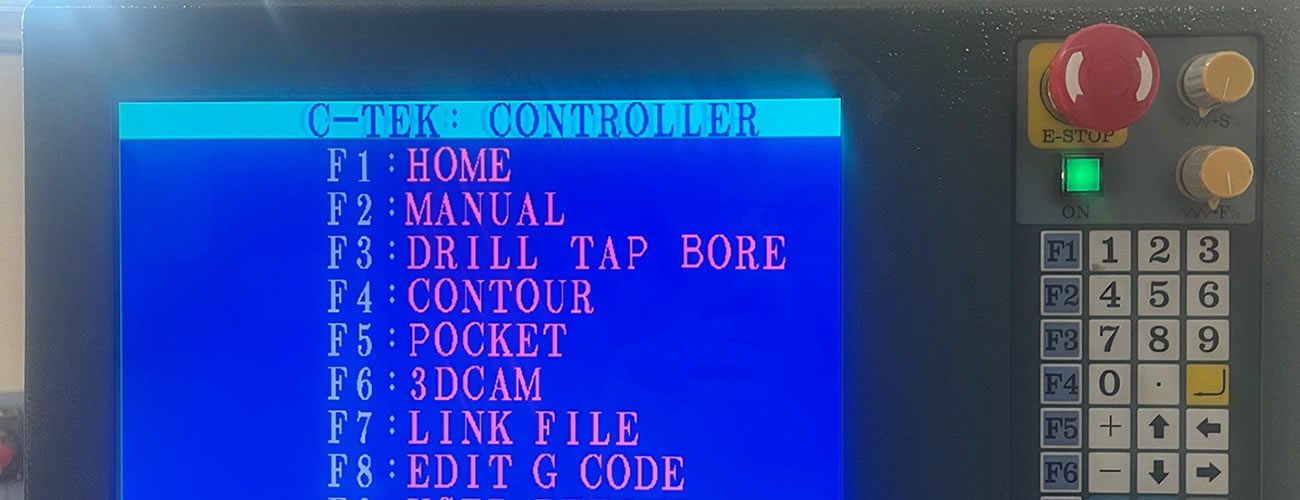 C-TEK: CONTROLLER
F1:HOME
F2:MANUAL
F3:DRILL TAP BORE
F4:CONTOUR
F5:POCKET
F6:3DCAM
F7:LINK FILE
F8:EDIT G CODE
E-STOP
-S%
ON
-F%
F1 1 2 3
F2 4 5 6
F3 7 8 9
F4 0 .
F5 + ↑ ←
F6 - ↓ →